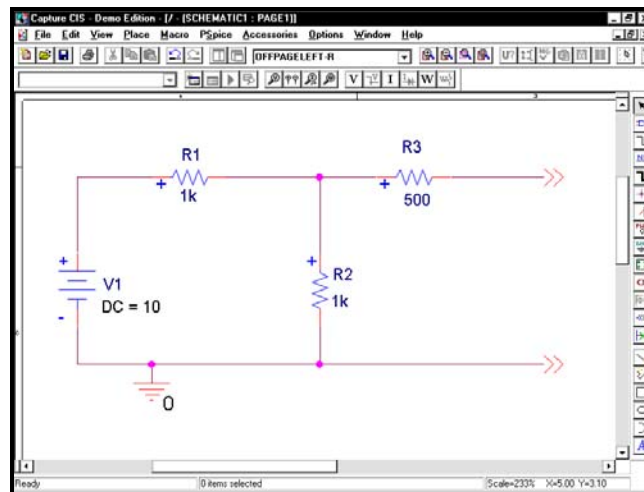 Capture CIS - Demo Edition - [/ - (SCHEMATIC1 : PAGE1)]
File Edit View Place Macro PSpice Accessories Options Window Help
OFFPAGELEFT-R
V I W
R1
1k
R3
500
+
+
+
R2
1k
+
V1
DC = 10
-
0
Ready 0 items selected Scale=233% X=5.00 Y=3.10